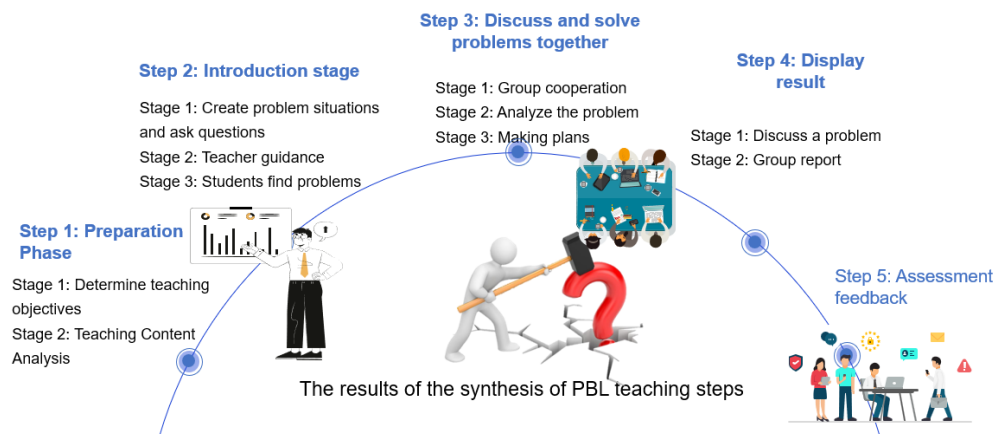 Step 1: Preparation
Phase
Stage 1: Determine teaching
objectives
Stage 2: Teaching Content
Analysis
Step 2: Introduction stage
Stage 1: Create problem situations
and ask questions
Stage 2: Teacher guidance
Stage 3: Students find problems
Step 3: Discuss and solve
problems together
Stage 1: Group cooperation
Stage 2: Analyze the problem
Stage 3: Making plans
Step 4: Display
result
Stage 1: Discuss a problem
Stage 2: Group report
Step 5: Assessment
feedback
The results of the synthesis of PBL teaching steps